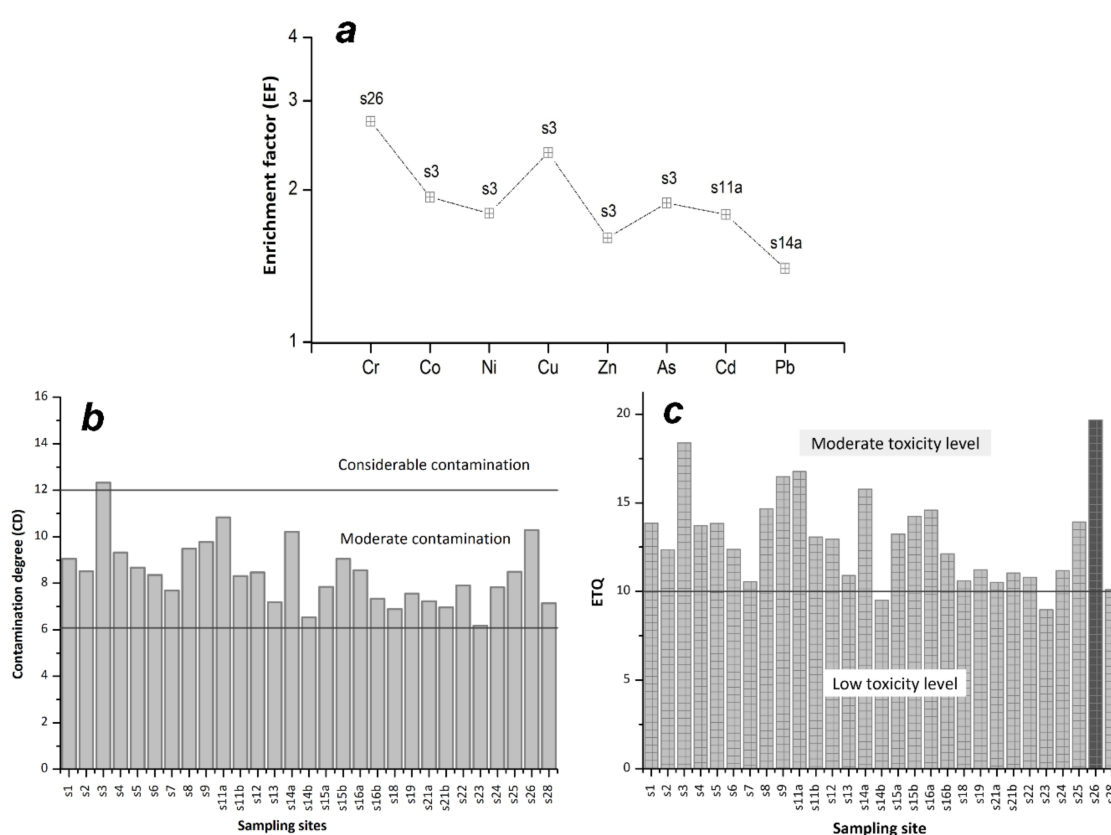 a
Enrichment factor (EF)
4
3
2
1
s26
s3
s3
s3
s3
s3
s11a
s14a
Cr Co Ni Cu Zn As Cd Pb
b
Contamination degree (CD)
16
14
12
10
8
6
4
2
0
Considerable contamination
Moderate contamination
s1 s2 s3 s4 s5 s6 s7 s8 s9 s11a s11b s12 s13 s14a s14b s15a s15b s16a s16b s18 s19 s21a s21b s22 s23 s24 s25 s26 s28
Sampling sites
c
ETQ
20
15
10
5
0
Moderate toxicity level
Low toxicity level
s1 s2 s3 s4 s5 s6 s7 s8 s9 s11a s11b s12 s13 s14a s14b s15a s15b s16a s16b s18 s19 s21a s21b s22 s23 s24 s25 s26 s28
Sampling site